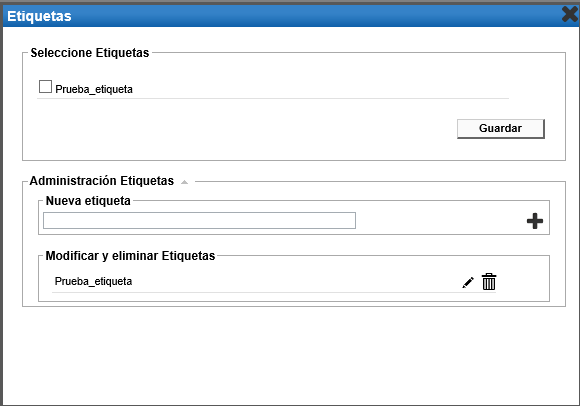 Etiquetas
Seleccione Etiquetas
Prueba_etiqueta
Guardar
Administración Etiquetas
Nueva etiqueta
Modificar y eliminar Etiquetas
Prueba_etiqueta